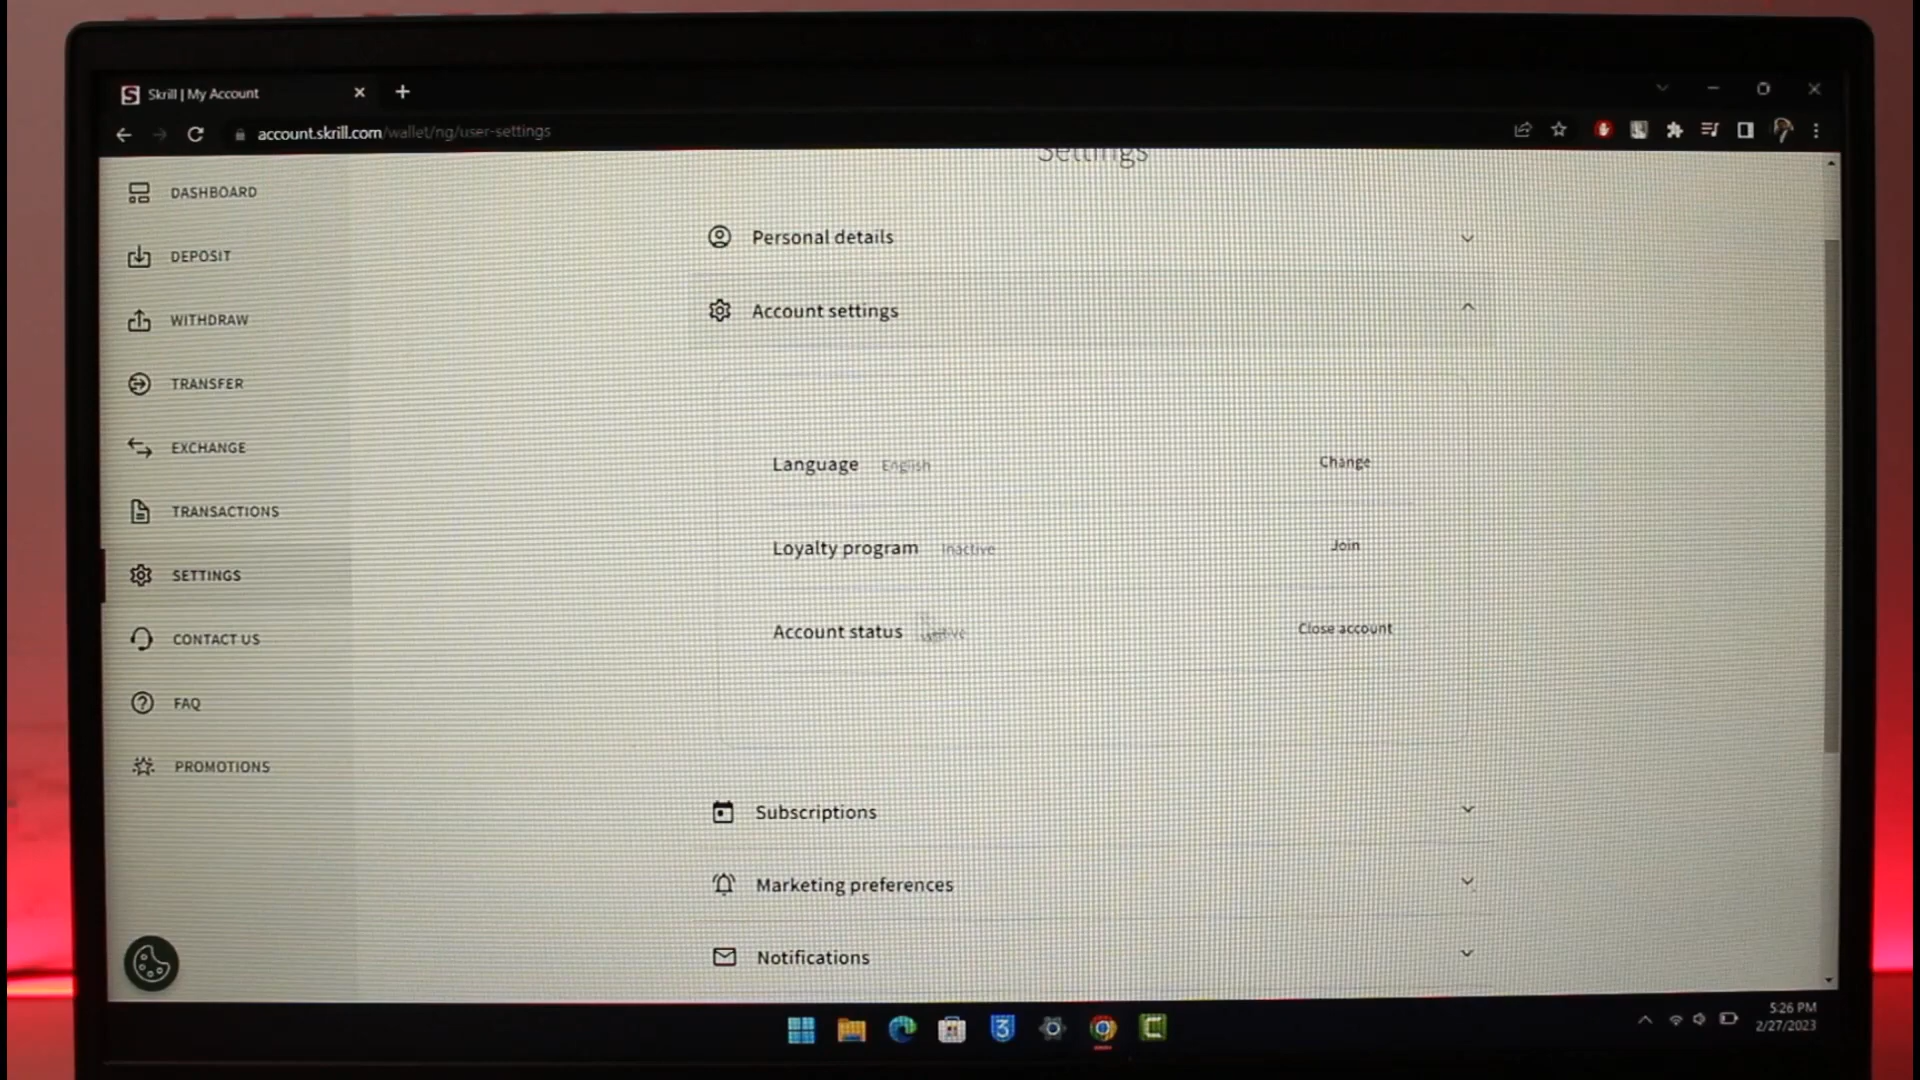 Skrill | My Account
account.skrill.com/wallet/ng/user-settings
Settings
DASHBOARD
DEPOSIT
WITHDRAW
TRANSFER
EXCHANGE
TRANSACTIONS
SETTINGS
CONTACT US
FAQ
PROMOTIONS
Personal details
Account settings
Language English Change
Loyalty program Inactive Join
Account status Close account
Subscriptions
Marketing preferences
Notifications
5:26 PM
2/27/2023